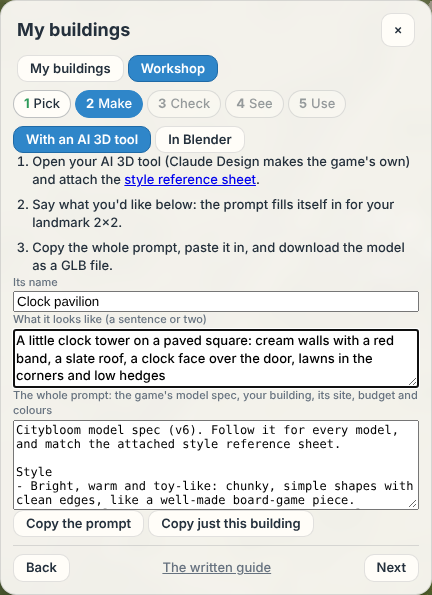 My buildings
×
My buildings
Workshop
1 Pick
2 Make
3 Check
4 See
5 Use
With an AI 3D tool
In Blender
1. Open your AI 3D tool (Claude Design makes the game's own)
and attach the style reference sheet.
2. Say what you'd like below: the prompt fills itself in for your
landmark 2×2.
3. Copy the whole prompt, paste it in, and download the model
as a GLB file.
Its name
Clock pavilion
What it looks like (a sentence or two)
A little clock tower on a paved square: cream walls with a red
band, a slate roof, a clock face over the door, lawns in the
corners and low hedges
The whole prompt: the game's model spec, your building, its site, budget and
colours
Citybloom model spec (v6). Follow it for every model,
and match the attached style reference sheet.
Style
- Bright, warm and toy-like: chunky, simple shapes with
clean edges, like a well-made board-game piece.
Copy the prompt
Copy just this building
Back
The written guide
Next